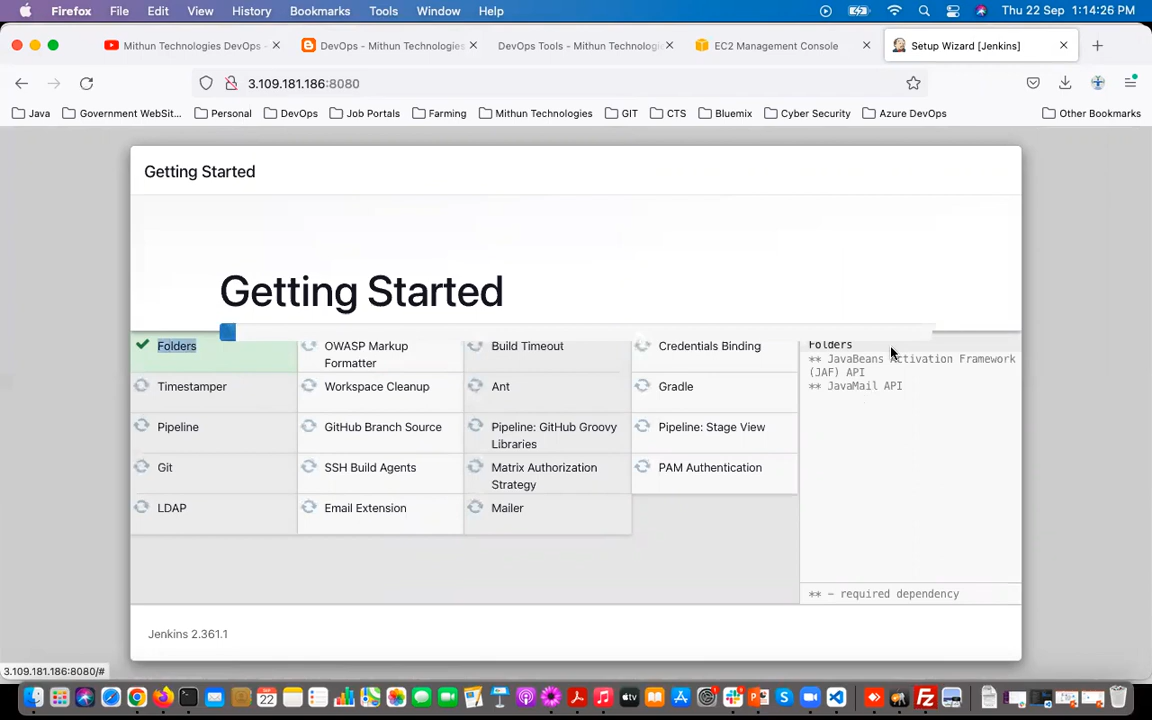 Firefox File Edit View History Bookmarks Tools Window Help Thu 22 Sep 1:14:26 PM
Mithun Technologies DevOps - DevOps - Mithun Technologies DevOps Tools - Mithun Technolog EC2 Management Console Setup Wizard [Jenkins]
3.109.181.186:8080
Java Government WebSit... Personal DevOps Job Portals Farming Mithun Technologies GIT CTS Bluemix Cyber Security Azure DevOps Other Bookmarks
Getting Started
Getting Started
Folders
OWASP Markup
Formatter
Build Timeout
Credentials Binding
Timestamper
Workspace Cleanup
Ant
Gradle
Pipeline
GitHub Branch Source
Pipeline: GitHub Groovy
Libraries
Pipeline: Stage View
Git
SSH Build Agents
Matrix Authorization
Strategy
PAM Authentication
LDAP
Email Extension
Mailer
Folders
** JavaBeans Activation Framework
(JAF) API
** JavaMail API
** - required dependency
Jenkins 2.361.1
3.109.181.186:8080/#
SEP
22